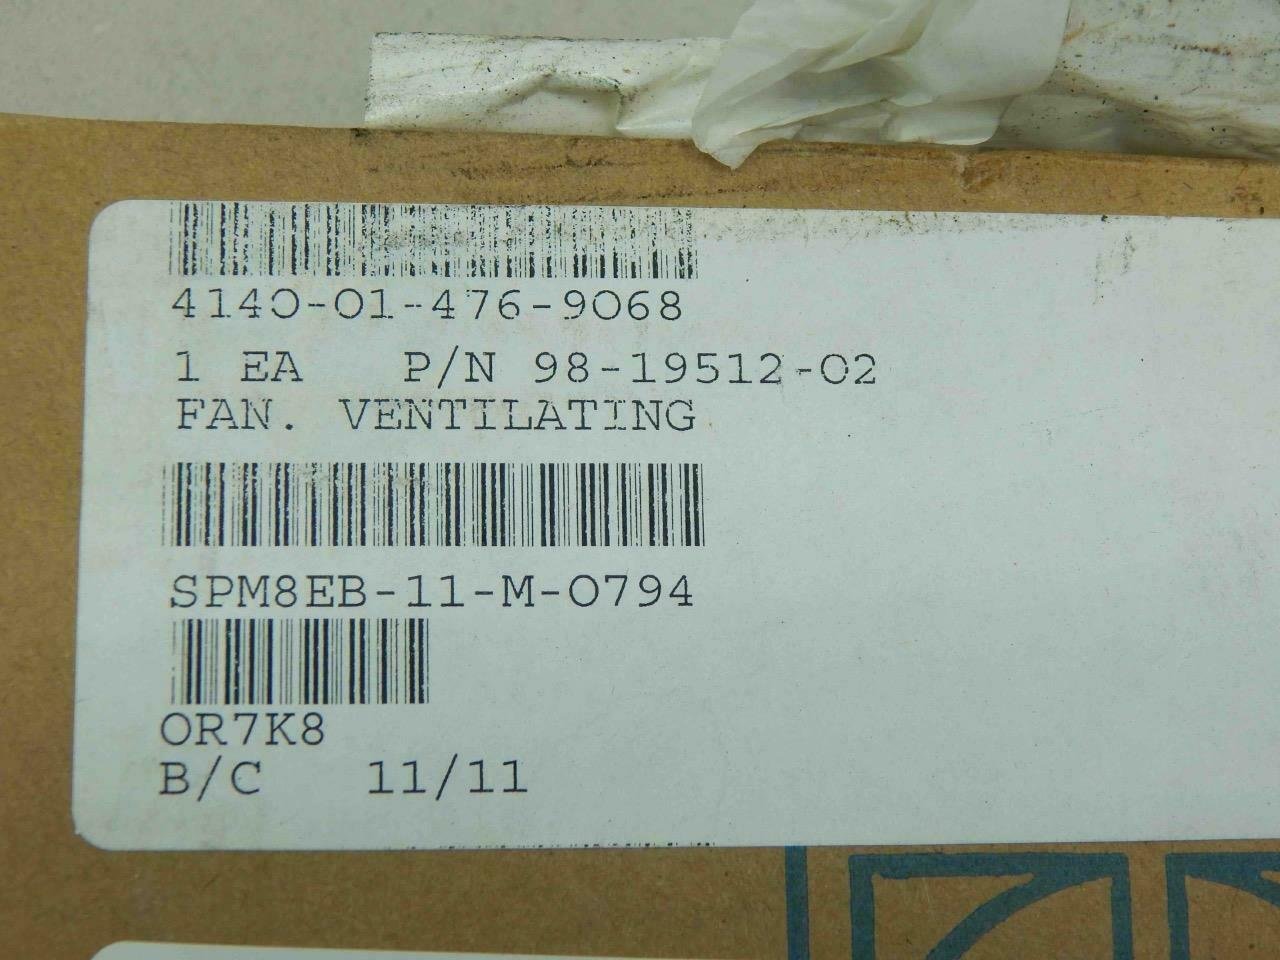 4140-01-476-9068
1 EA P/N 98-19512-02
FAN. VENTILATING
SPM8EB-11-M-0794
0R7K8
B/C 11/11